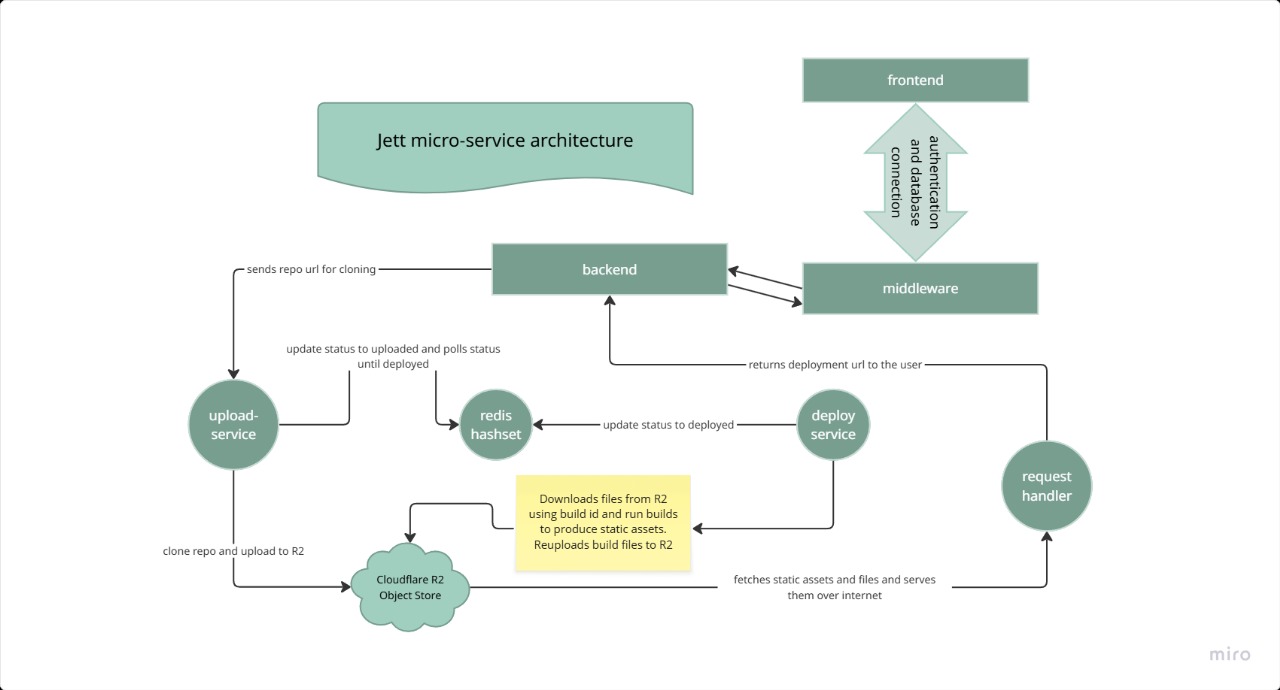 frontend
Jett micro-service architecture
authentication
and database
connection
backend
middleware
sends repo url for cloning
update status to uploaded and polls status
until deployed
returns deployment url to the user
upload-
service
redis
hashset
update status to deployed
deploy
service
request
handler
Downloads files from R2
using build id and run builds
to produce static assets.
Reuploads build files to R2
clone repo and upload to R2
Cloudflare R2
Object Store
fetches static assets and files and serves
them over internet
miro